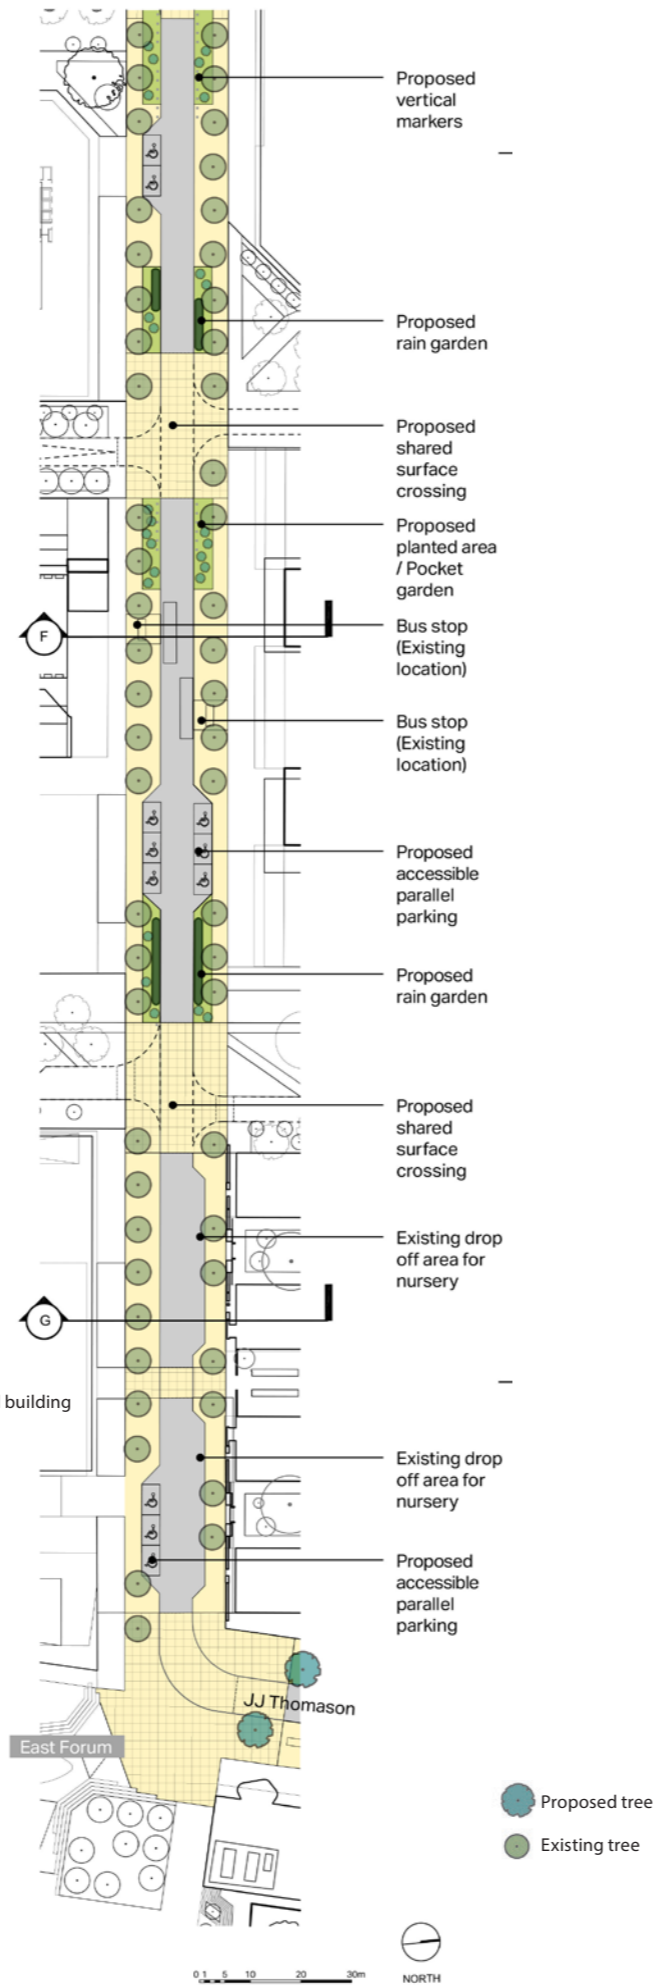 Proposed
vertical
markers
Proposed
rain garden
Proposed
shared
surface
crossing
Proposed
planted area
/ Pocket
garden
F
Bus stop
(Existing
location)
Bus stop
(Existing
location)
Proposed
accessible
parallel
parking
Proposed
rain garden
Proposed
shared
surface
crossing
Existing drop
off area for
nursery
G
building
Existing drop
off area for
nursery
Proposed
accessible
parallel
parking
JJ Thomason
East Forum
Proposed tree
Existing tree
0 1 5 10 20 30m
NORTH